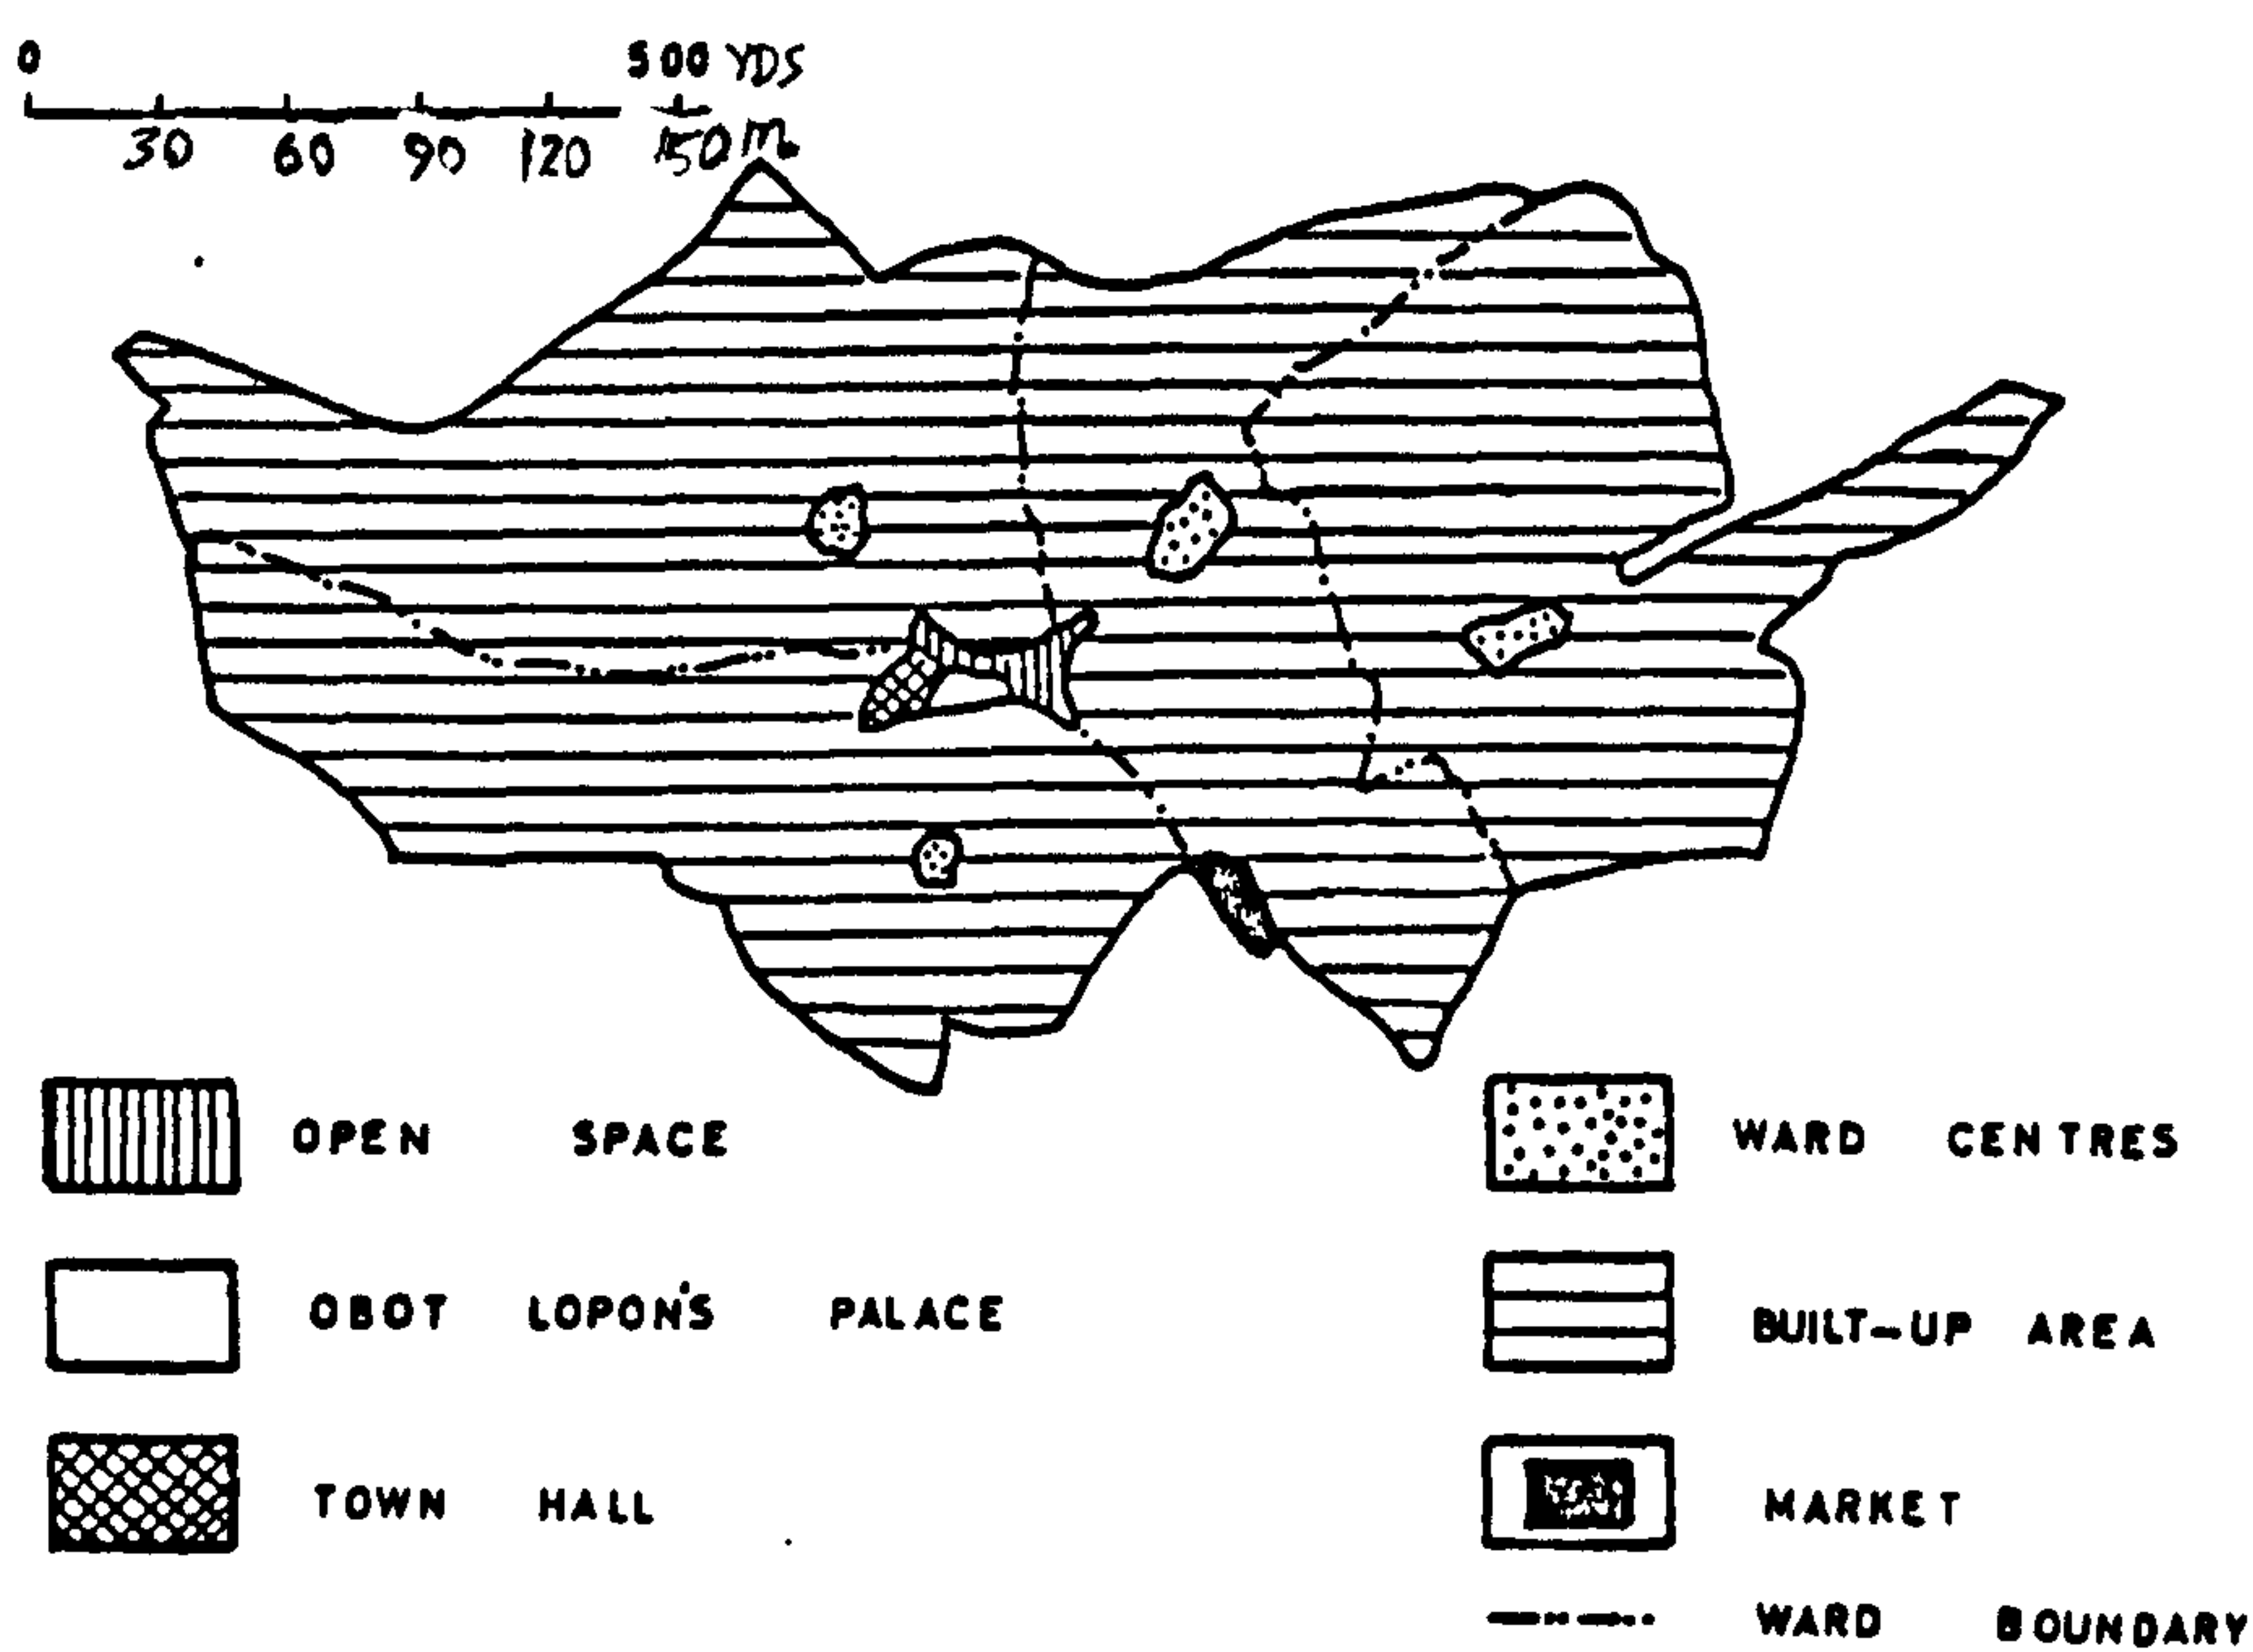 0 500 YDS
30 60 90 120 150 m
OPEN SPACE
OBOT LOPON'S PALACE
TOWN HALL
WARD CENTRES
BUILT-UP AREA
MARKET
WARD BOUNDARY